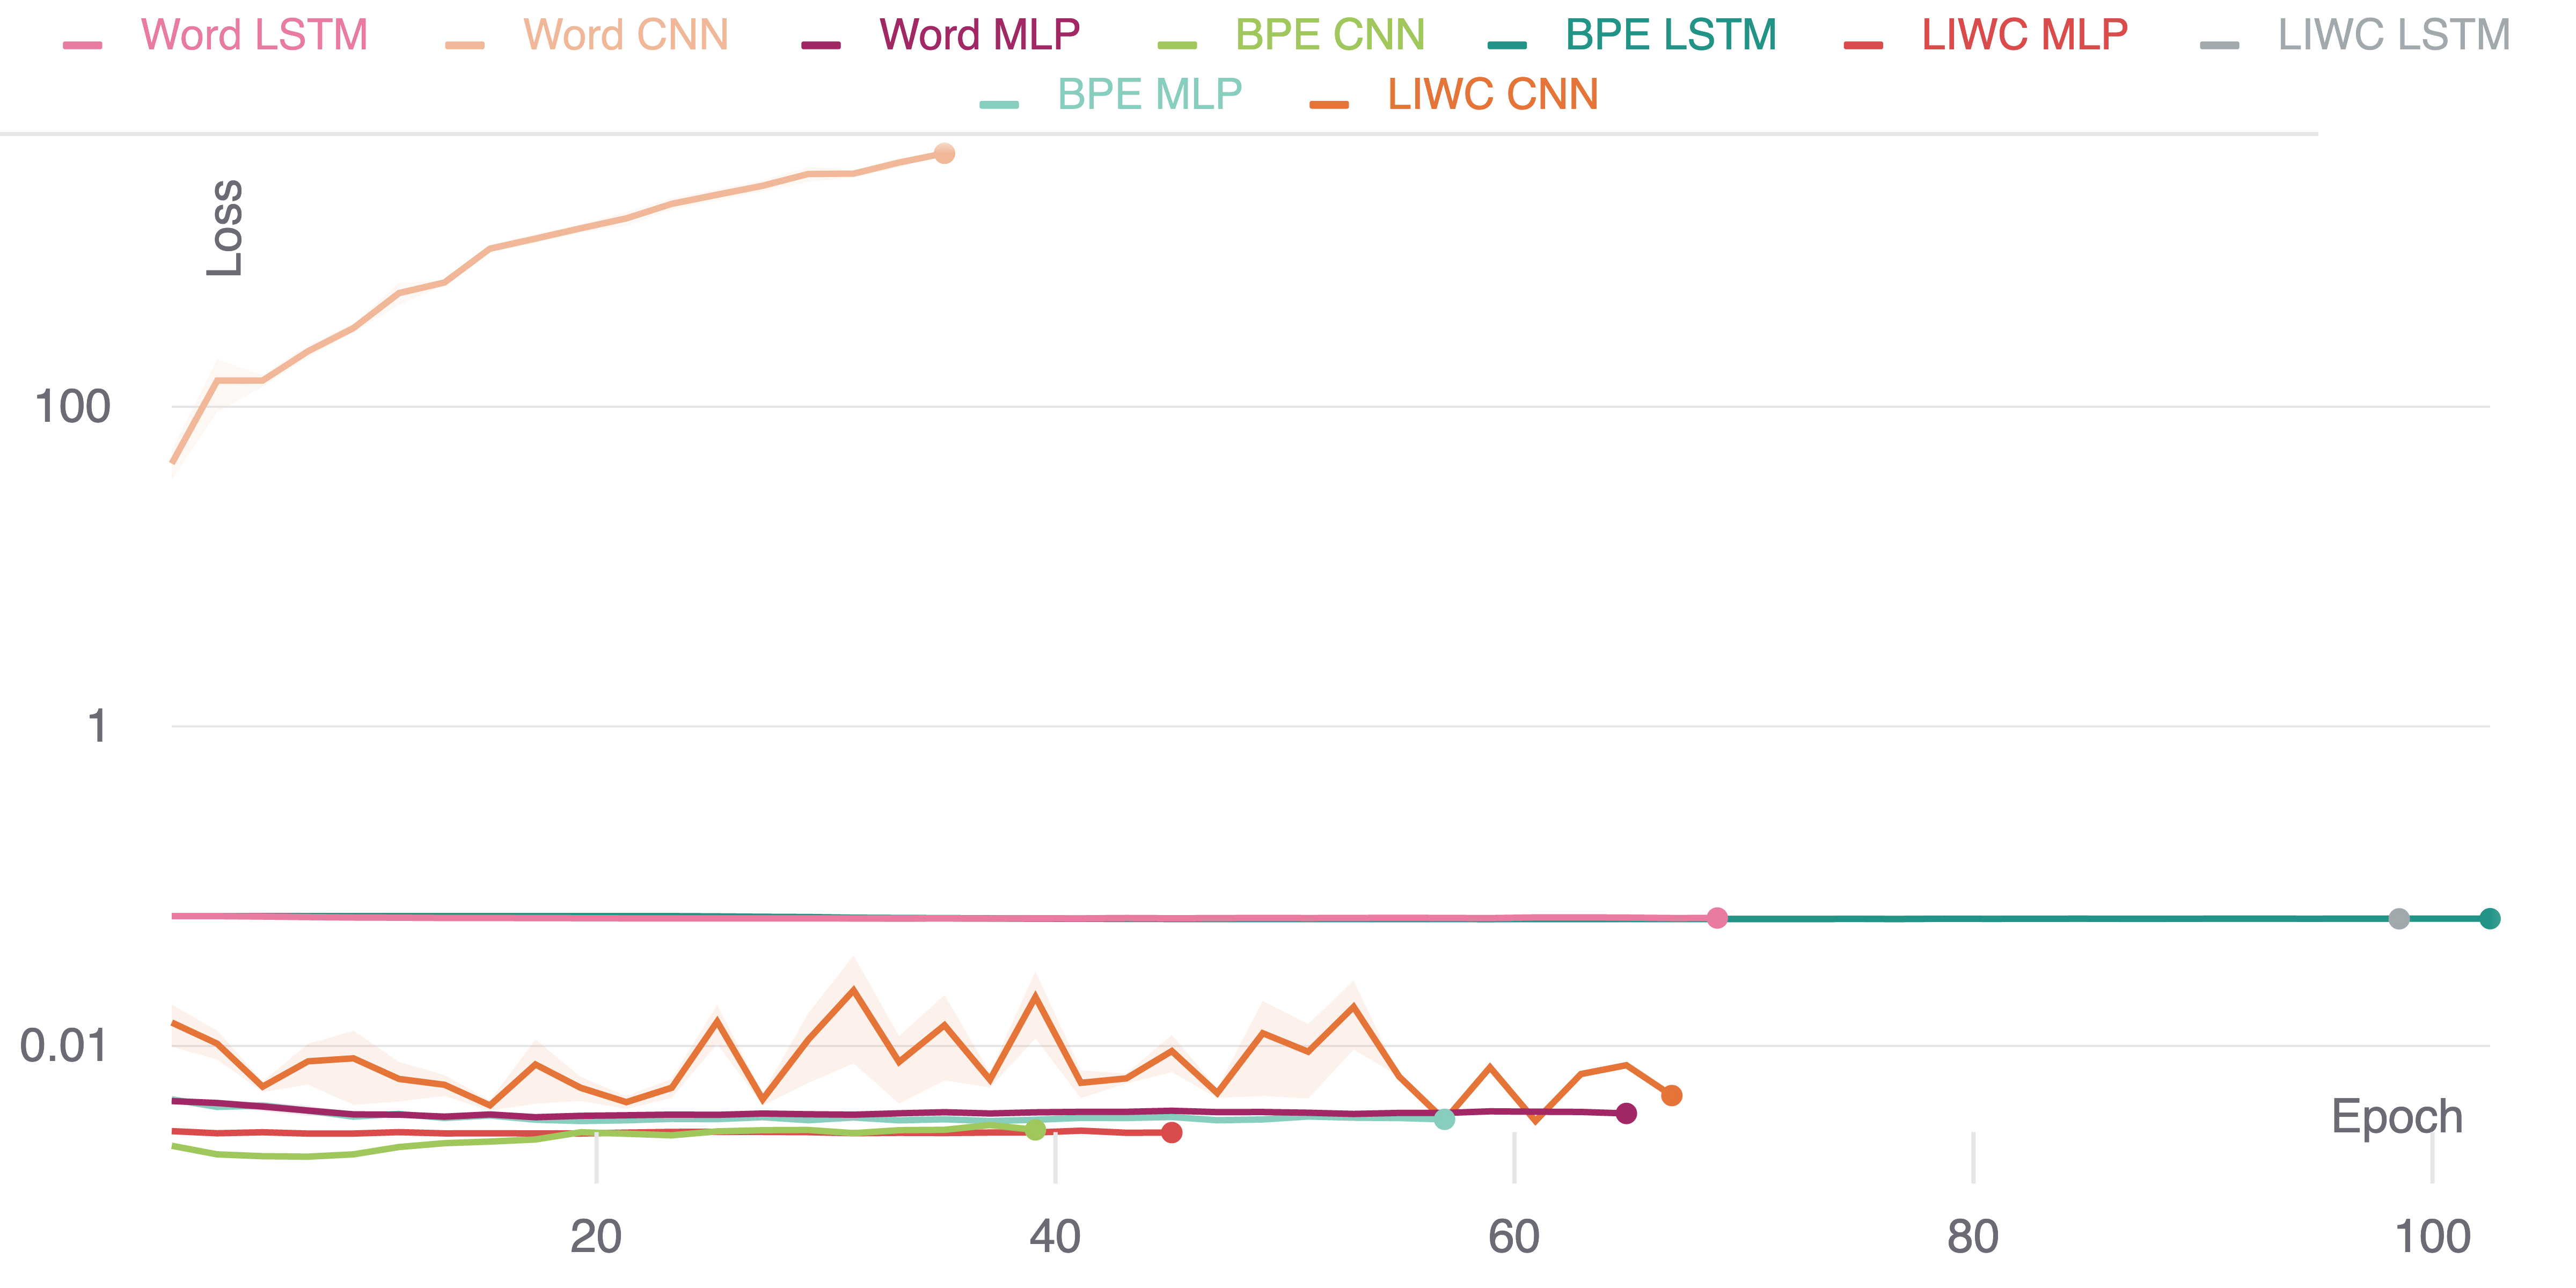 Word LSTM Word CNN Word MLP BPE CNN BPE LSTM LIWC MLP LIWC LSTM
BPE MLP LIWC CNN
Loss
100
1
0.01
Epoch
20 40 60 80 100